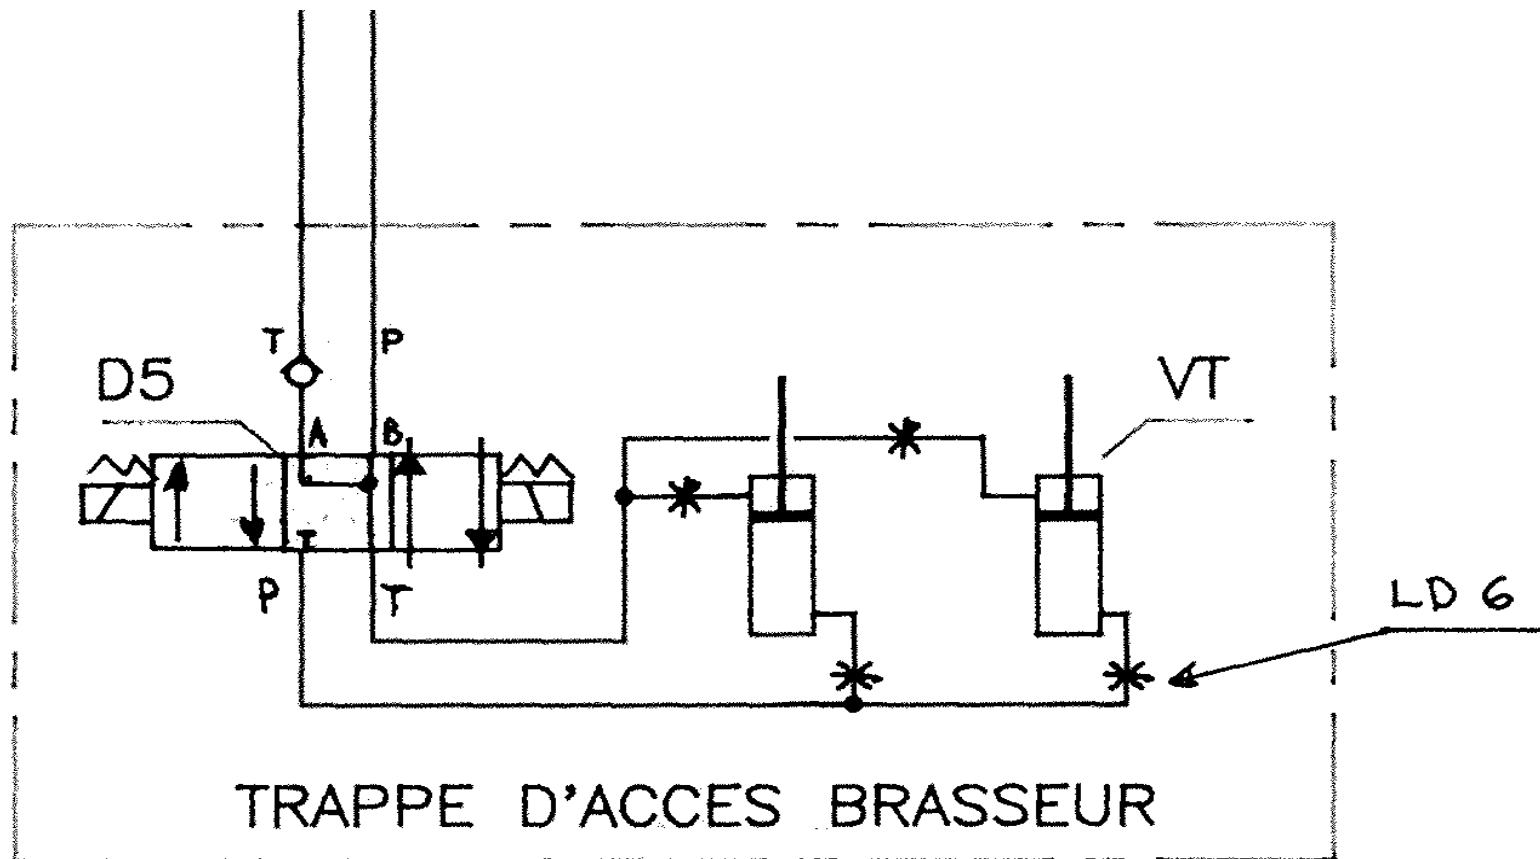 T P
D5
VT
A B
T
P T
LD 6
TRAPPE D'ACCES BRASSEUR